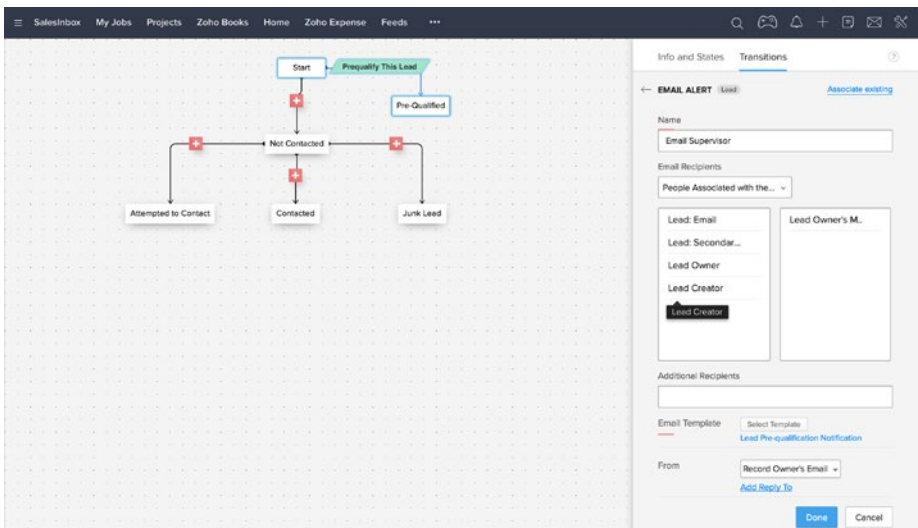 SalesInbox My Jobs Projects Zoho Books Home Zoho Expense Feeds •••
Start
Prequalify This Lead
Pre-Qualified
Not Contacted
Attempted to Contact
Contacted
Junk Lead
Info and States Transitions ?
EMAIL ALERT Lead Associate existing
Name
Email Supervisor
Email Recipients
People Associated with the...
Lead: Email
Lead: Secondar...
Lead Owner
Lead Creator
Lead Creator
Lead Owner's M..
Additional Recipients
Email Template Select Template
Lead Pre-qualification Notification
From Record Owner's Email
Add Reply To
Done Cancel